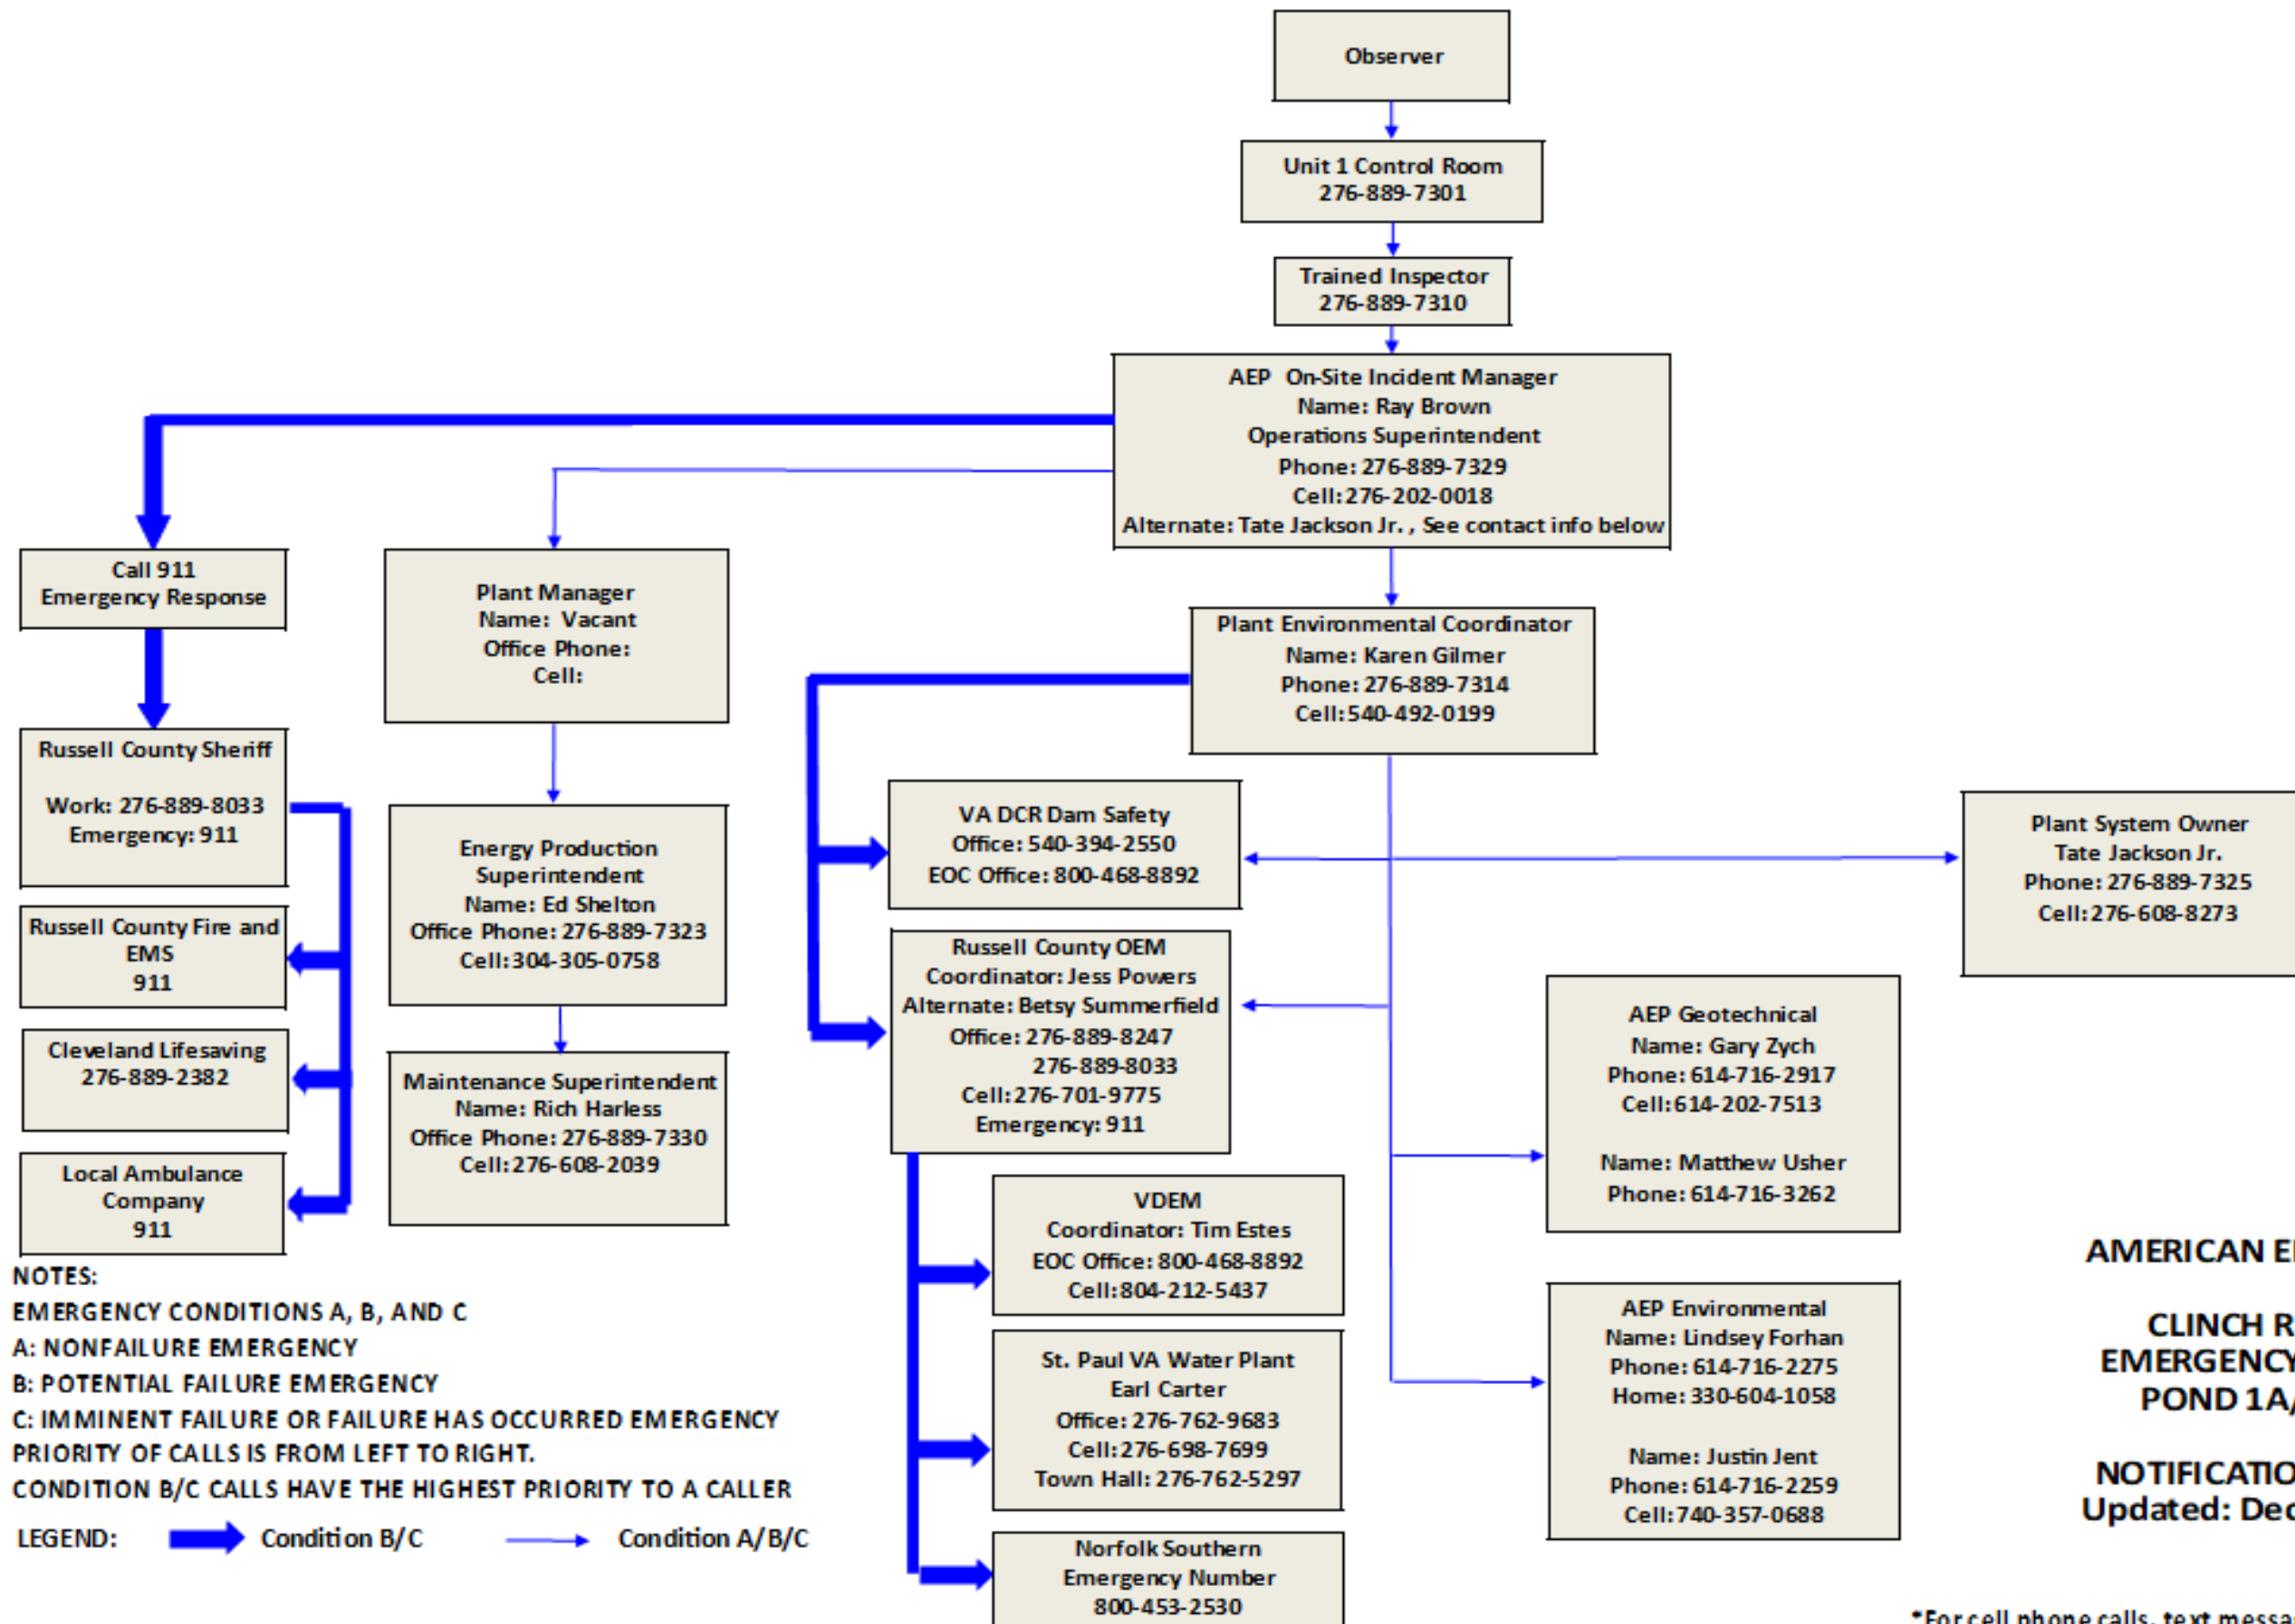 Observer
Unit 1 Control Room
276-889-7301
Trained Inspector
276-889-7310
AEP On-Site Incident Manager
Name: Ray Brown
Operations Superintendent
Phone: 276-889-7329
Cell: 276-202-0018
Alternate: Tate Jackson Jr. , See contact info below
Call 911
Emergency Response
Russell County Sheriff
Work: 276-889-8033
Emergency: 911
Russell County Fire and
EMS
911
Cleveland Lifesaving
276-889-2382
Local Ambulance
Company
911
Plant Manager
Name: Vacant
Office Phone:
Cell:
Energy Production
Superintendent
Name: Ed Shelton
Office Phone: 276-889-7323
Cell: 304-305-0758
Maintenance Superintendent
Name: Rich Harless
Office Phone: 276-889-7330
Cell: 276-608-2039
Plant Environmental Coordinator
Name: Karen Gilmer
Phone: 276-889-7314
Cell: 540-492-0199
VA DCR Dam Safety
Office: 540-394-2550
EOC Office: 800-468-8892
Russell County OEM
Coordinator: Jess Powers
Alternate: Betsy Summerfield
Office: 276-889-8247
276-889-8033
Cell: 276-701-9775
Emergency: 911
VDEM
Coordinator: Tim Estes
EOC Office: 800-468-8892
Cell: 804-212-5437
St. Paul VA Water Plant
Earl Carter
Office: 276-762-9683
Cell: 276-698-7699
Town Hall: 276-762-5297
Norfolk Southern
Emergency Number
800-453-2530
Plant System Owner
Tate Jackson Jr.
Phone: 276-889-7325
Cell: 276-608-8273
AEP Geotechnical
Name: Gary Zych
Phone: 614-716-2917
Cell: 614-202-7513
Name: Matthew Usher
Phone: 614-716-3262
AEP Environmental
Name: Lindsey Forhan
Phone: 614-716-2275
Home: 330-604-1058
Name: Justin Jent
Phone: 614-716-2259
Cell: 740-357-0688
NOTES:
EMERGENCY CONDITIONS A, B, AND C
A: NONFAILURE EMERGENCY
B: POTENTIAL FAILURE EMERGENCY
C: IMMINENT FAILURE OR FAILURE HAS OCCURRED EMERGENCY
PRIORITY OF CALLS IS FROM LEFT TO RIGHT.
CONDITION B/C CALLS HAVE THE HIGHEST PRIORITY TO A CALLER
LEGEND: Condition B/C Condition A/B/C
AMERICAN
CLINCH
EMERGENCY
POND 1A/
Updated: Dec
*For cell phone calls, text